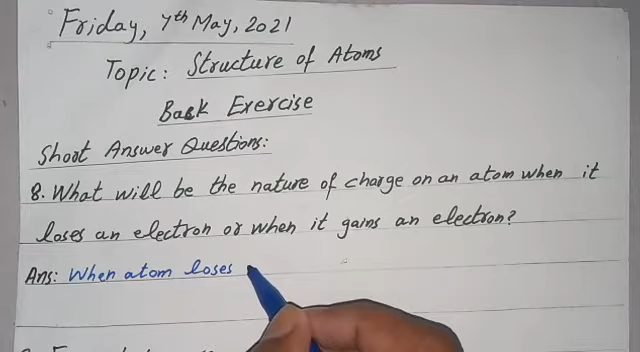 Friday, 7th May, 2021
Topic: Structure of Atoms
Back Exercise
Short Answer Questions:
8. What will be the nature of charge on an atom when it
loses an electron or when it gains an electron?
Ans: When atom loses